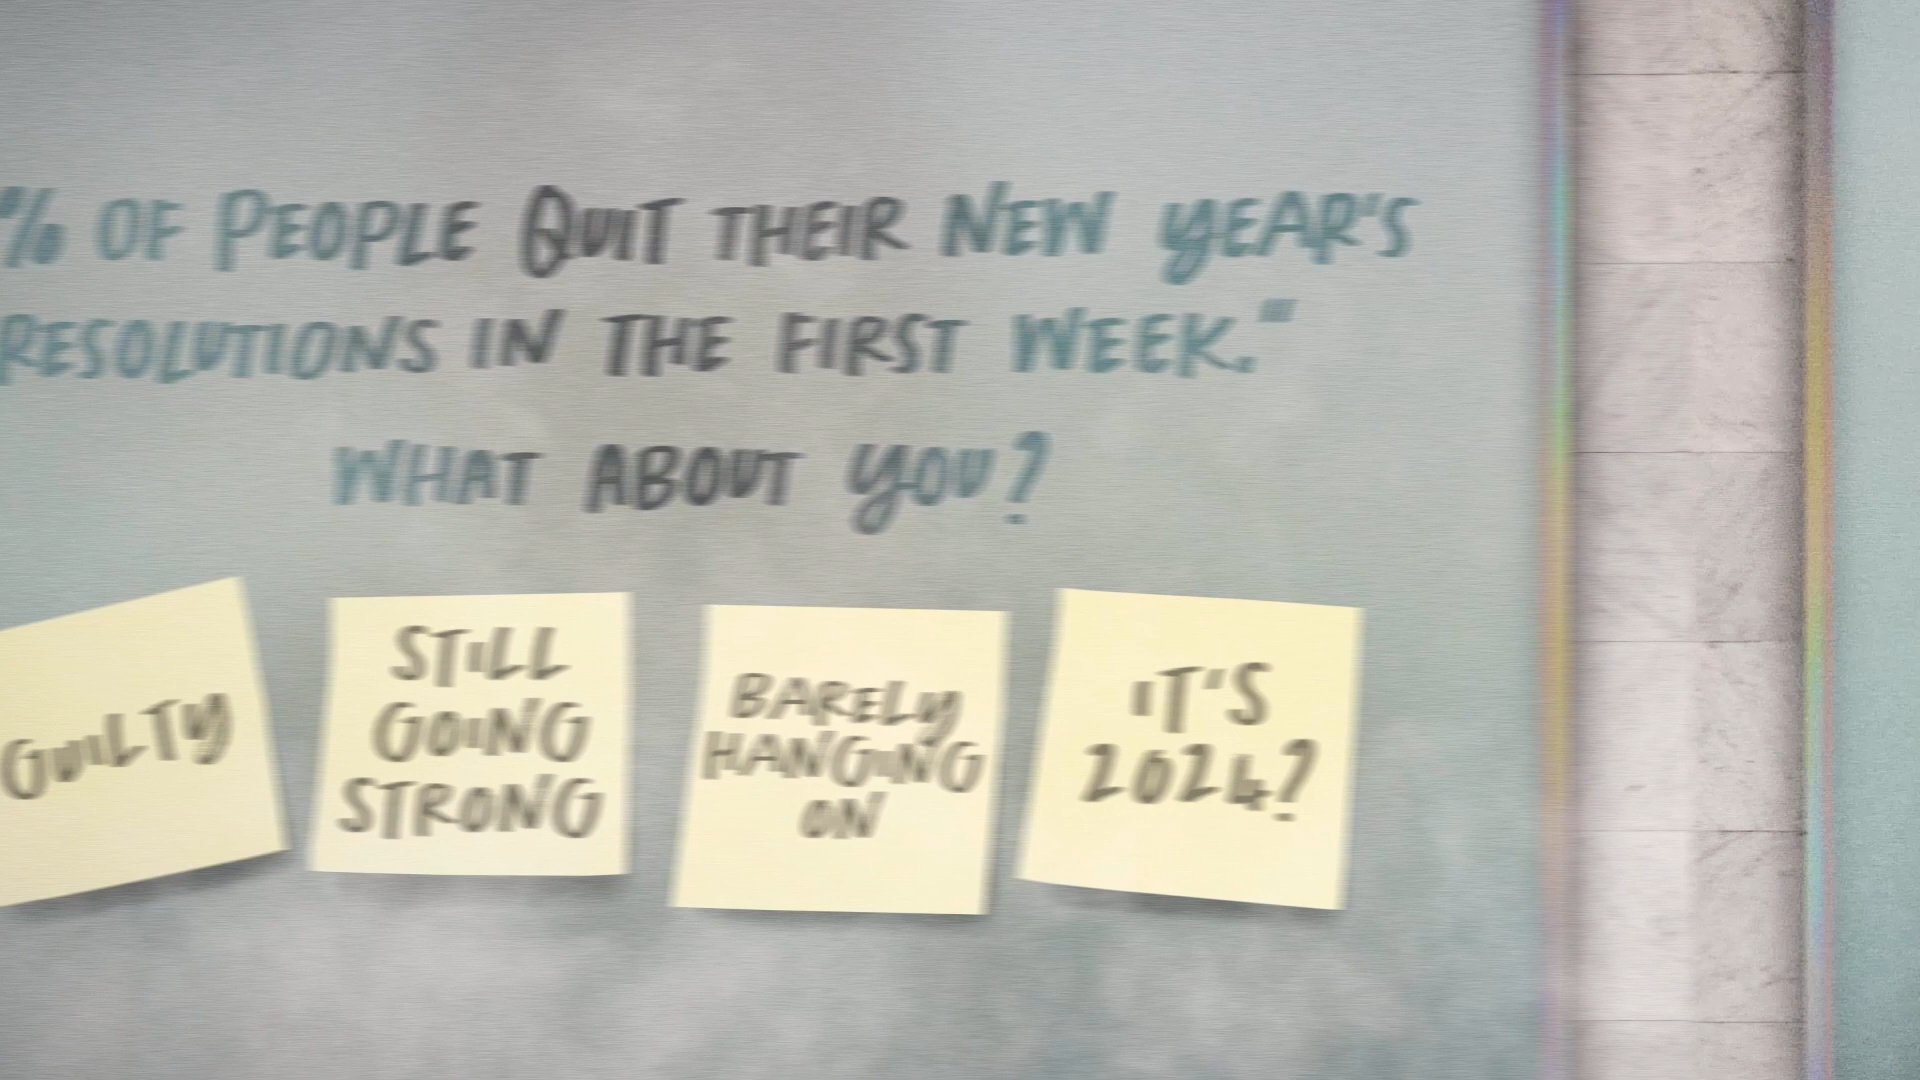 % OF PEOPLE QUIT THEIR NEW YEAR'S
RESOLUTIONS IN THE FIRST WEEK."
WHAT ABOUT YOU?
GUILTY
STILL
GOING
STRONG
BARELY
HANGING
ON
IT'S
2024?